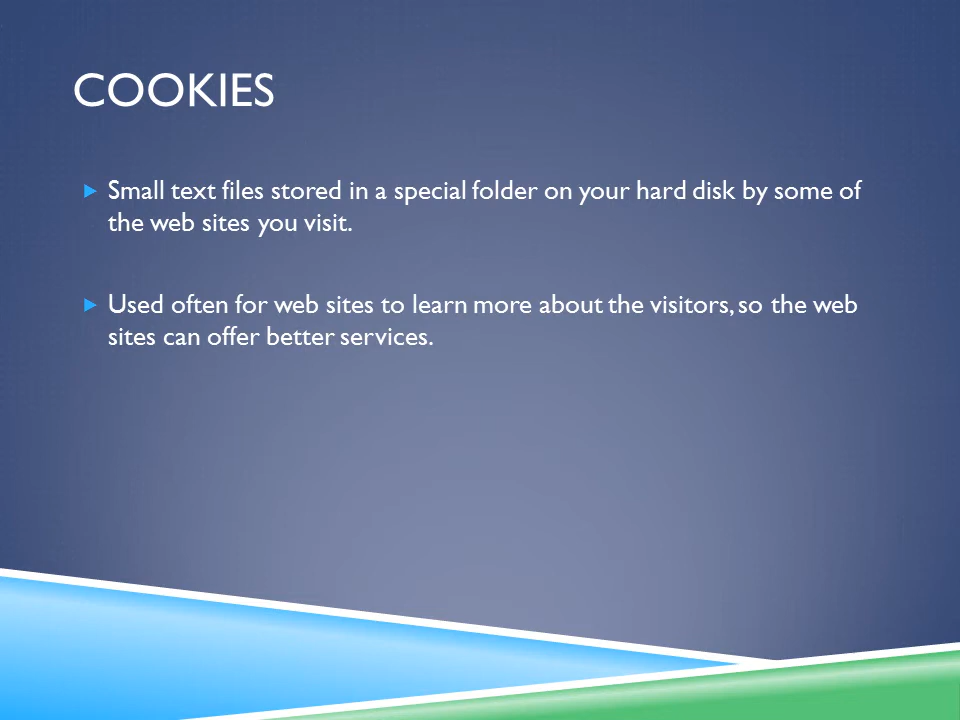 COOKIES
Small text files stored in a special folder on your hard disk by some of
the web sites you visit.
Used often for web sites to learn more about the visitors, so the web
sites can offer better services.